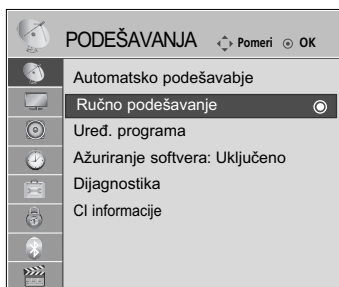 PODEŠAVANJA Pomeri OK
Automatsko podešavabje
Ručno podešavanje
Uređ. programa
Ažuriranje softvera: Uključeno
Dijagnostika
CI informacije